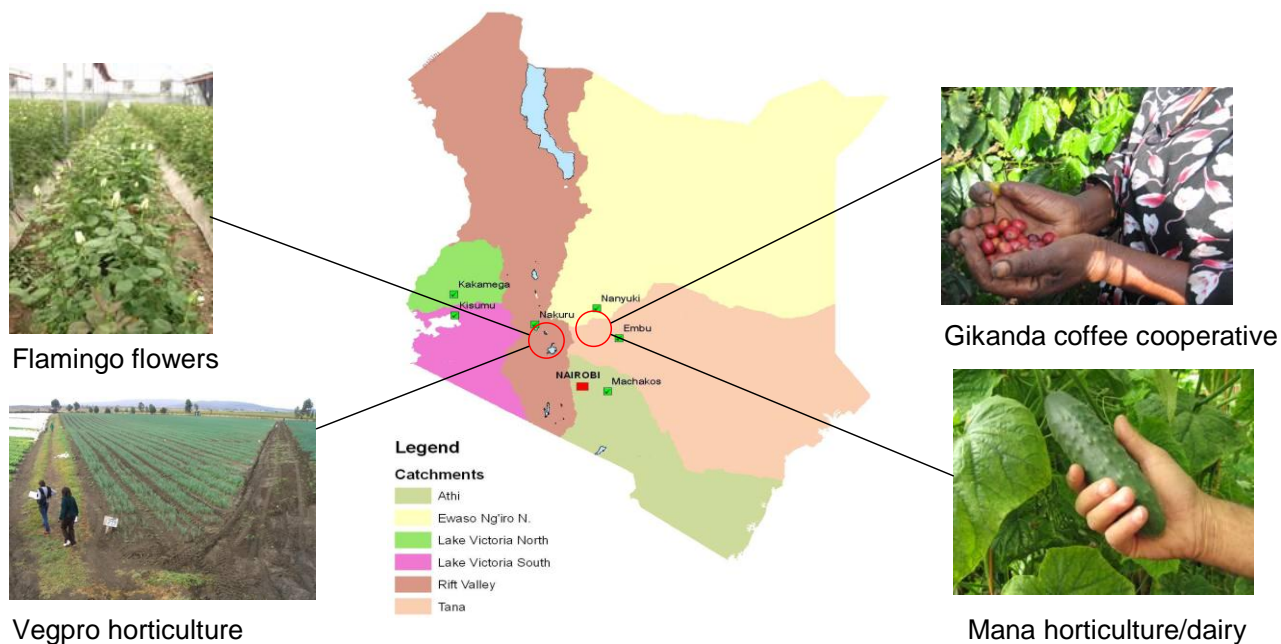 Flamingo flowers
Vegpro horticulture
Kakamega
Kisumu
Nakuru
Nanyuki
Embu
NAIROBI
Machakos
Legend
Catchments
Athi
Ewaso Ng'iro N.
Lake Victoria North
Lake Victoria South
Rift Valley
Tana
Gikanda coffee cooperative
Mana horticulture/dairy